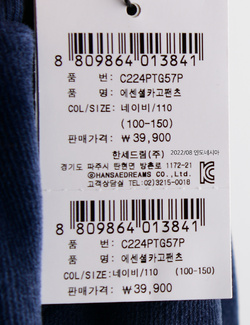 8 809864 013841
품 번: C224PTG57P
품 명: 에센셜카고팬츠
COL/SIZE: 네이비/110
(100-150)
판매가격: ₩ 39,900
한세드림(주) 2022/08 인도네시아
경기도 파주시 탄현면 방촌로 1172-21
ⓒHANSAEDREAMS CO., Ltd.
고객상담실 TEL:02)3215-0018
8 809864 013841
품 번: C224PTG57P
품 명: 에센셜카고팬츠
COL/SIZE: 네이비/110 (100-150)
판매가격: ₩ 39,900